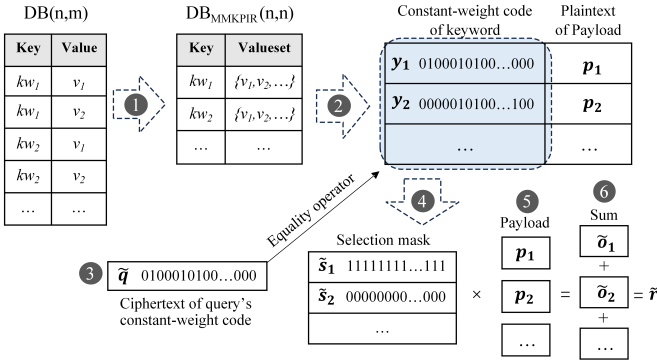 DB(n,m)
Key Value
kw₁ v₁
kw₁ v₂
kw₂ v₁
kw₂ v₂
... ...
1
DB_MMKPIR(n,n)
Key Valueset
kw₁ {v₁,v₂,...}
kw₂ {v₁,v₂,...}
... ...
2
Constant-weight code of keyword
Plaintext of Payload
y₁ 0100010100...000 p₁
y₂ 0000010100...100 p₂
...
Equality operator
3
q̃ 0100010100...000
Ciphertext of query's
constant-weight code
4
Selection mask
s̃₁ 11111111...111
s̃₂ 00000000...000
...
×
5
Payload
p₁
p₂
...
=
6
Sum
õ₁
+
õ₂
+
...
= r̃